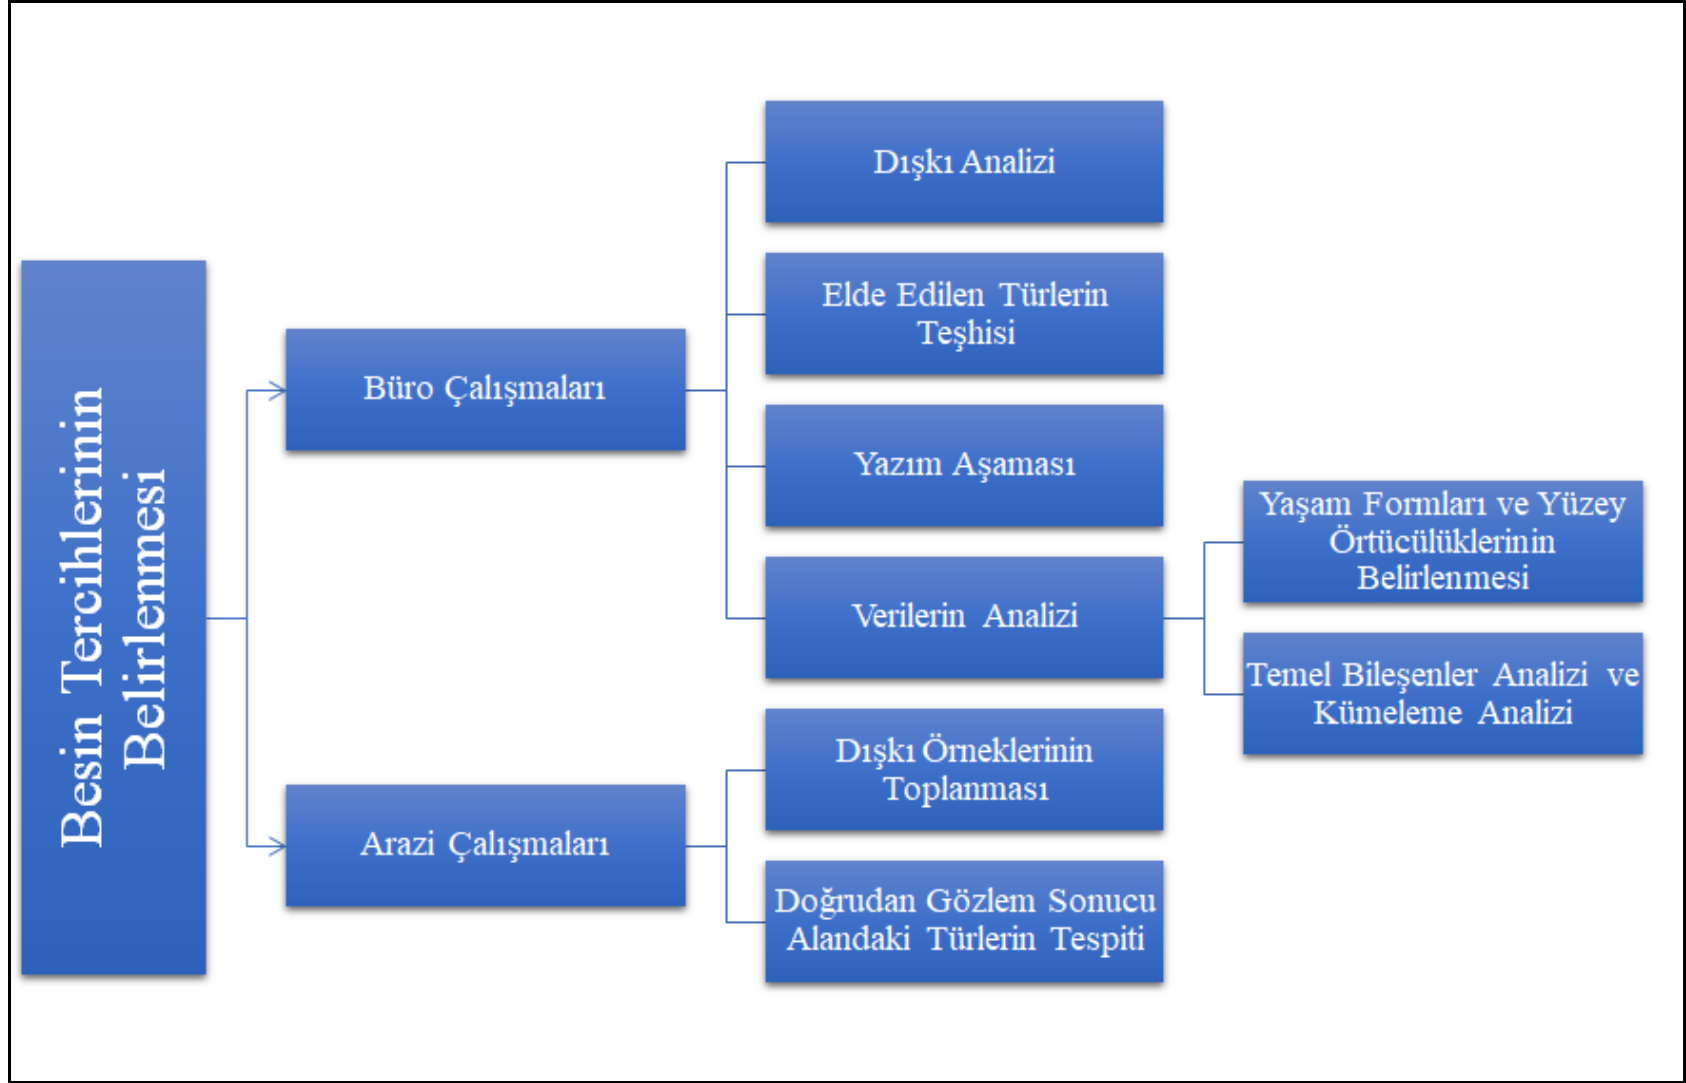 Besin Tercihlerinin
Belirlenmesi
Büro Çalışmaları
Dışkı Analizi
Elde Edilen Türlerin
Teşhisi
Yazım Aşaması
Verilerin Analizi
Yaşam Formları ve Yüzey
Örtücülüklerinin
Belirlenmesi
Temel Bileşenler Analizi ve
Kümeleme Analizi
Arazi Çalışmaları
Dışkı Örneklerinin
Toplanması
Doğrudan Gözlem Sonucu
Alandaki Türlerin Tespiti